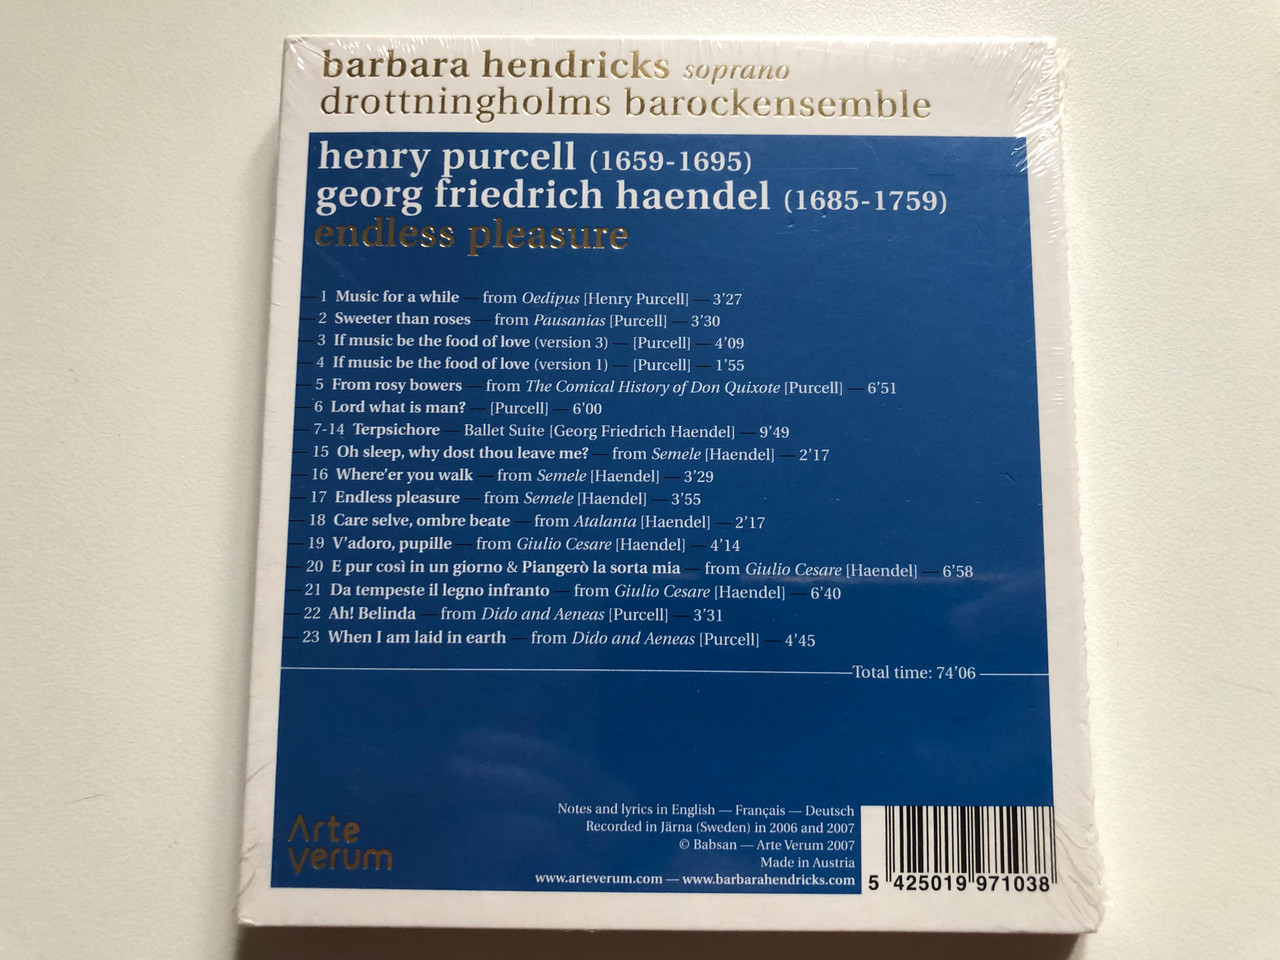 barbara hendricks soprano
drottningholms barockensemble
henry purcell (1659-1695)
georg friedrich haendel (1685-1759)
endless pleasure
1 Music for a while — from Oedipus [Henry Purcell] — 3’27
2 Sweeter than roses — from Pausanias [Purcell] — 3’30
3 If music be the food of love (version 3) — [Purcell] — 4’09
4 If music be the food of love (version 1) — [Purcell] — 1’55
5 From rosy bowers — from The Comical History of Don Quixote [Purcell] — 6’51
6 Lord what is man? — [Purcell] — 6’00
7-14 Terpsichore — Ballet Suite [Georg Friedrich Haendel] — 9’49
15 Oh sleep, why dost thou leave me? — from Semele [Haendel] — 2’17
16 Where’er you walk — from Semele [Haendel] — 3’29
17 Endless pleasure — from Semele [Haendel] — 3’55
18 Care selve, ombre beate — from Atalanta [Haendel] — 2’17
19 V’adoro, pupille — from Giulio Cesare [Haendel] — 4’14
20 E pur così in un giorno & Piangerò la sorta mia — from Giulio Cesare [Haendel] — 6’58
21 Da tempeste il legno infranto — from Giulio Cesare [Haendel] — 6’40
22 Ah! Belinda — from Dido and Aeneas [Purcell] — 3’31
23 When I am laid in earth — from Dido and Aeneas [Purcell] — 4’45
Total time: 74’06
Notes and lyrics in English — Français — Deutsch
Recorded in Järna (Sweden) in 2006 and 2007
© Babsan — Arte Verum 2007
Made in Austria
www.arteverum.com — www.barbarahendricks.com
Arte
verum
5 425019 971038